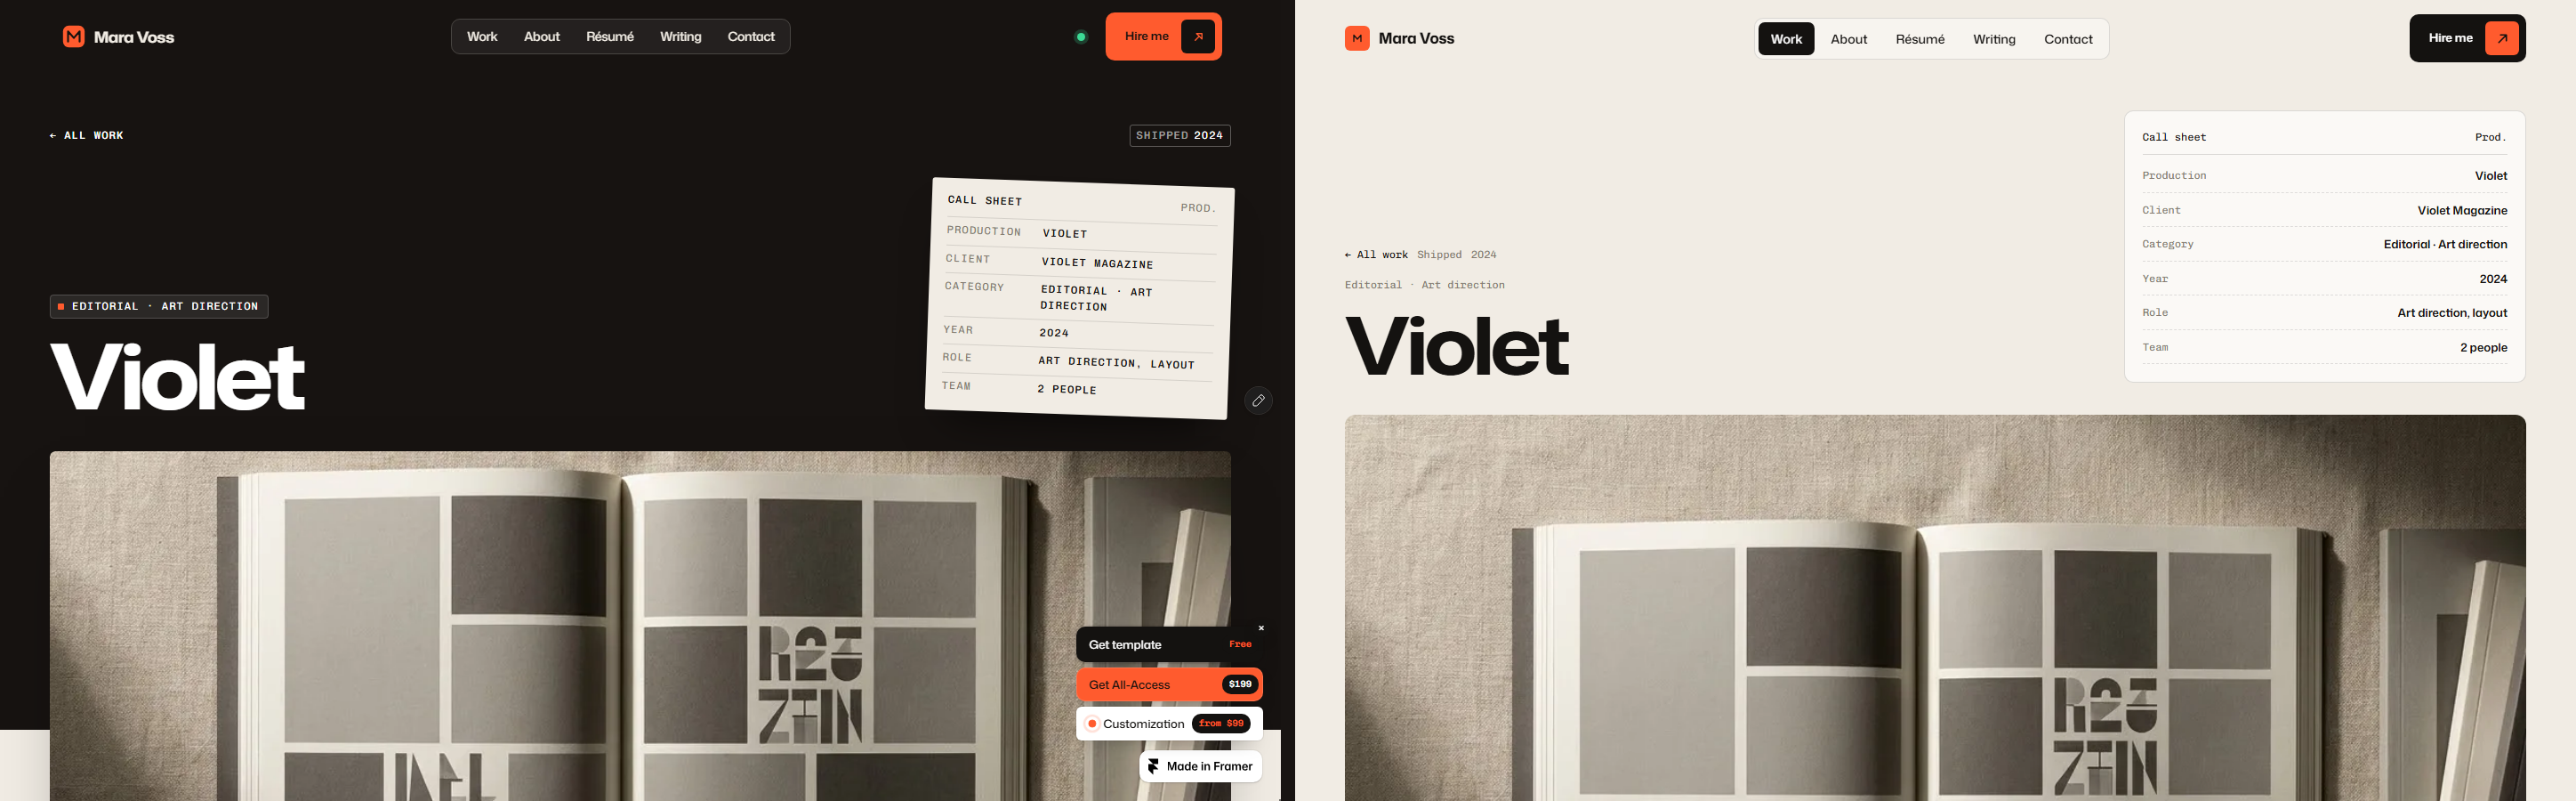 Mara Voss
Work About Résumé Writing Contact
Hire me
← ALL WORK
SHIPPED 2024
CALL SHEET PROD.
PRODUCTION VIOLET
CLIENT VIOLET MAGAZINE
CATEGORY EDITORIAL · ART
DIRECTION
YEAR 2024
ROLE ART DIRECTION, LAYOUT
TEAM 2 PEOPLE
EDITORIAL · ART DIRECTION
Violet
Get template Free
Get All-Access $199
Customization from $99
Made in Framer
Mara Voss
Work About Résumé Writing Contact
Hire me
Call sheet Prod.
Production Violet
Client Violet Magazine
Category Editorial · Art direction
Year 2024
Role Art direction, layout
Team 2 people
← All work Shipped 2024
Editorial · Art direction
Violet